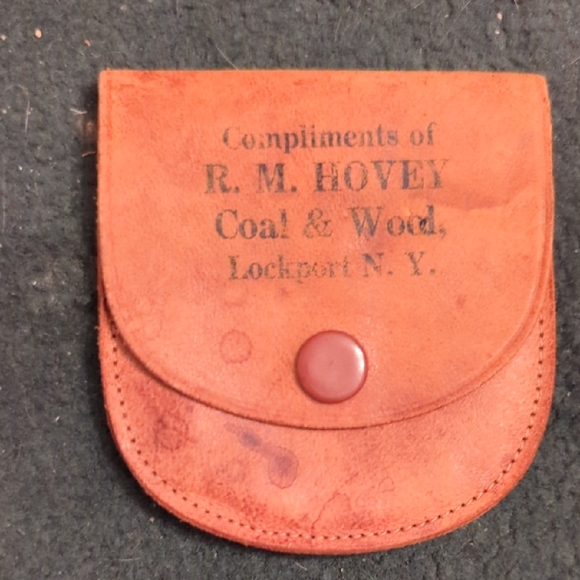 Compliments of
R. M. HOVEY
Coal & Wood,
Lockport N. Y.